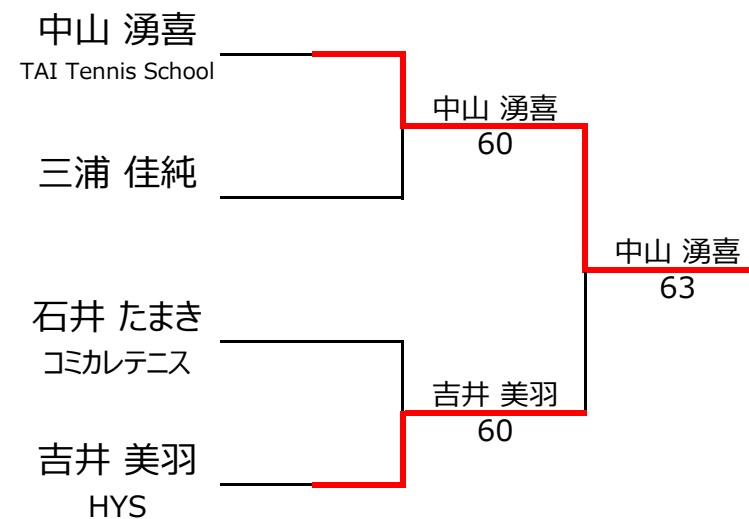 中山 湧喜
TAI Tennis School
三浦 佳純
石井 たまき
コミカレテニス
吉井 美羽
HYS
中山 湧喜
60
吉井 美羽
60
中山 湧喜
63